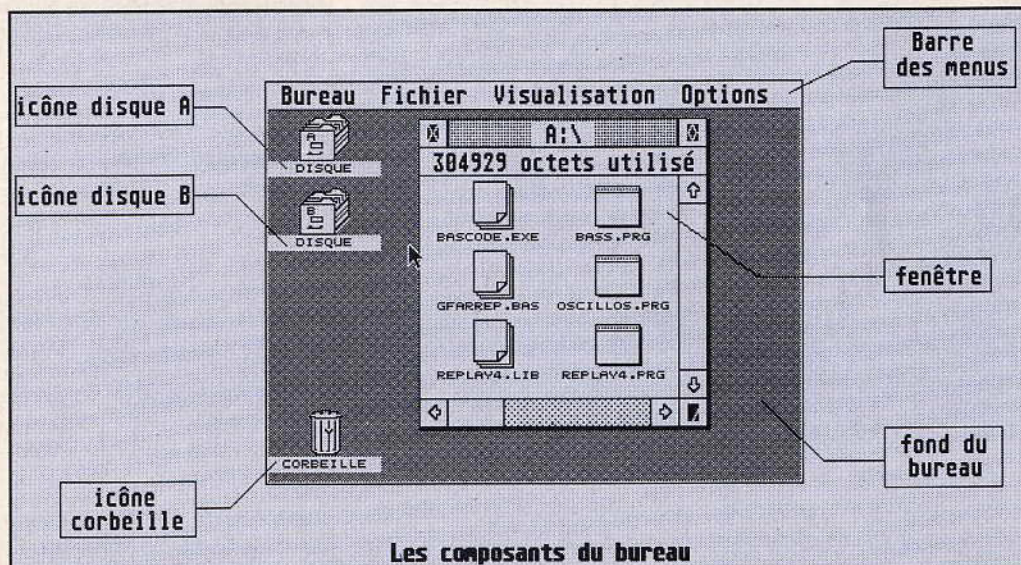 Barre
des menus
icône disque A
Bureau Fichier Visualisation Options
A
DISQUE
A:\
304929 octets utilisé
icône disque B
B
DISQUE
BASCODE.EXE BASS.PRG
GFARREP.BAS OSCILLOS.PRG
fenêtre
REPLAY4.LIB REPLAY4.PRG
CORBEILLE
fond du
bureau
icône
corbeille
Les composants du bureau